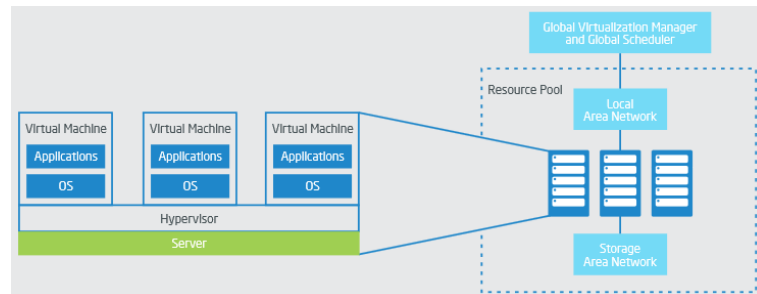 Global Virtualization Manager
and Global Scheduler
Resource Pool
Local
Area Network
Virtual Machine
Virtual Machine
Virtual Machine
Applications
Applications
Applications
OS
OS
OS
Hypervisor
Server
Storage
Area Network